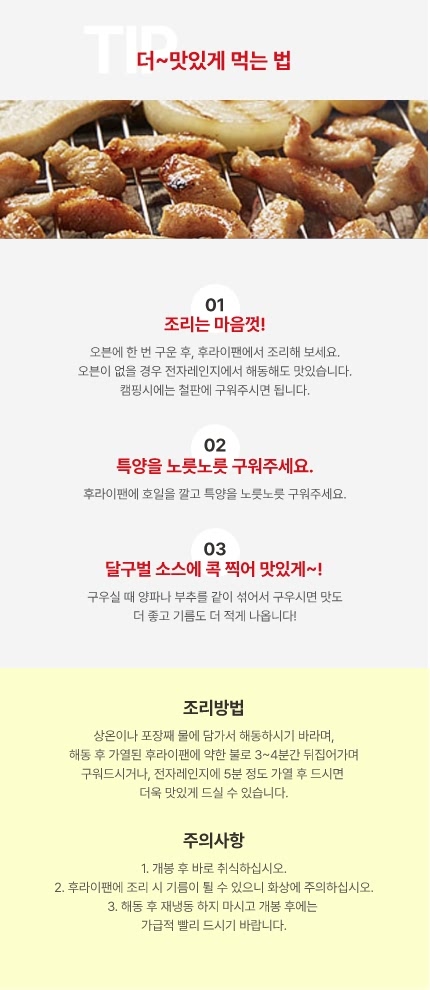 TIP
더~맛있게 먹는 법
01
조리는 마음껏!
오븐에 한 번 구운 후, 후라이팬에서 조리해 보세요.
오븐이 없을 경우 전자레인지에서 해동해도 맛있습니다.
캠핑시에는 철판에 구워주시면 됩니다.
02
특양을 노릇노릇 구워주세요.
후라이팬에 호일을 깔고 특양을 노릇노릇 구워주세요.
03
달구벌 소스에 콕 찍어 맛있게~!
구우실 때 양파나 부추를 같이 섞어서 구우시면 맛도
더 좋고 기름도 더 적게 나옵니다!
조리방법
상온이나 포장째 물에 담가서 해동하시기 바라며,
해동 후 가열된 후라이팬에 약한 불로 3~4분간 뒤집어가며
구워드시거나, 전자레인지에 5분 정도 가열 후 드시면
더욱 맛있게 드실 수 있습니다.
주의사항
1. 개봉 후 바로 취식하십시오.
2. 후라이팬에 조리 시 기름이 튈 수 있으니 화상에 주의하십시오.
3. 해동 후 재냉동 하지 마시고 개봉 후에는
가급적 빨리 드시기 바랍니다.